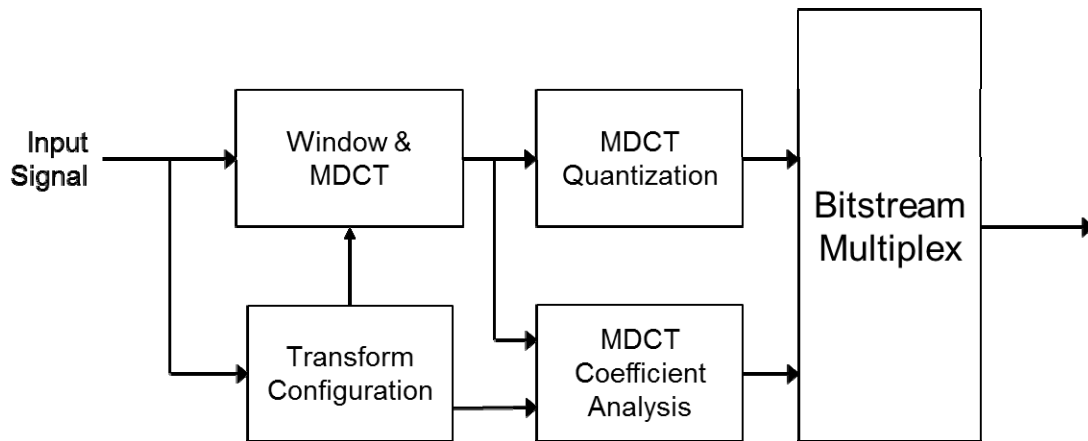 Input
Signal
Window &
MDCT
MDCT
Quantization
Bitstream
Multiplex
Transform
Configuration
MDCT
Coefficient
Analysis